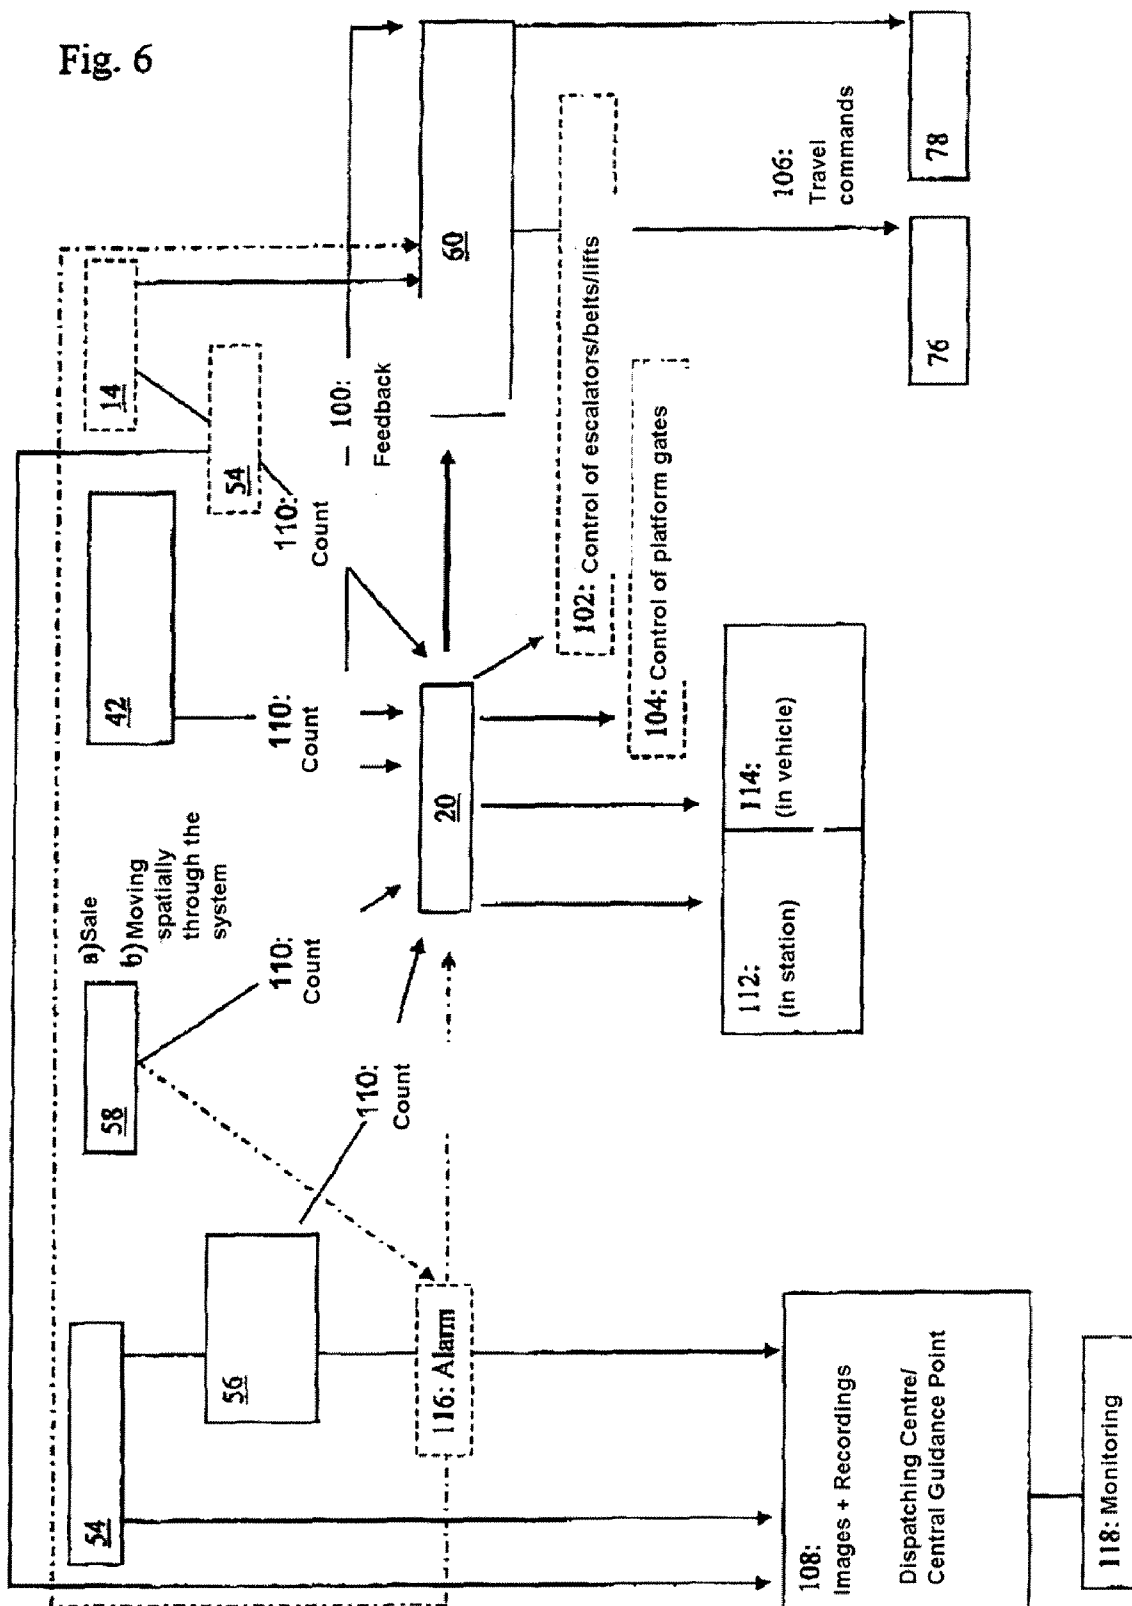 Fig. 6
54
56
58
a) Sale
b) Moving
spatially
through the
system
42
54
14
110:
Count
110:
Count
110:
Count
110:
Count
100:
Feedback
116: Alarm
20
60
102: Control of escalators/belts/lifts
104: Control of platform gates
106:
Travel
commands
108:
Images + Recordings
Dispatching Centre/
Central Guidance Point
112:
(in station)
114:
(in vehicle)
76
78
118: Monitoring